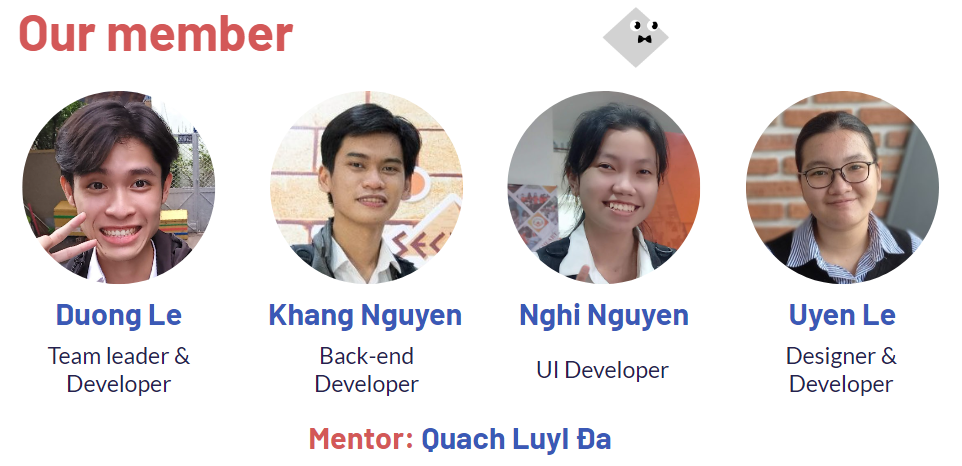 Our member
SEC
Duong Le
Khang Nguyen
Nghi Nguyen
Uyen Le
Team leader &
Developer
Back-end
Developer
UI Developer
Designer &
Developer
Mentor: Quach Luyl Đa